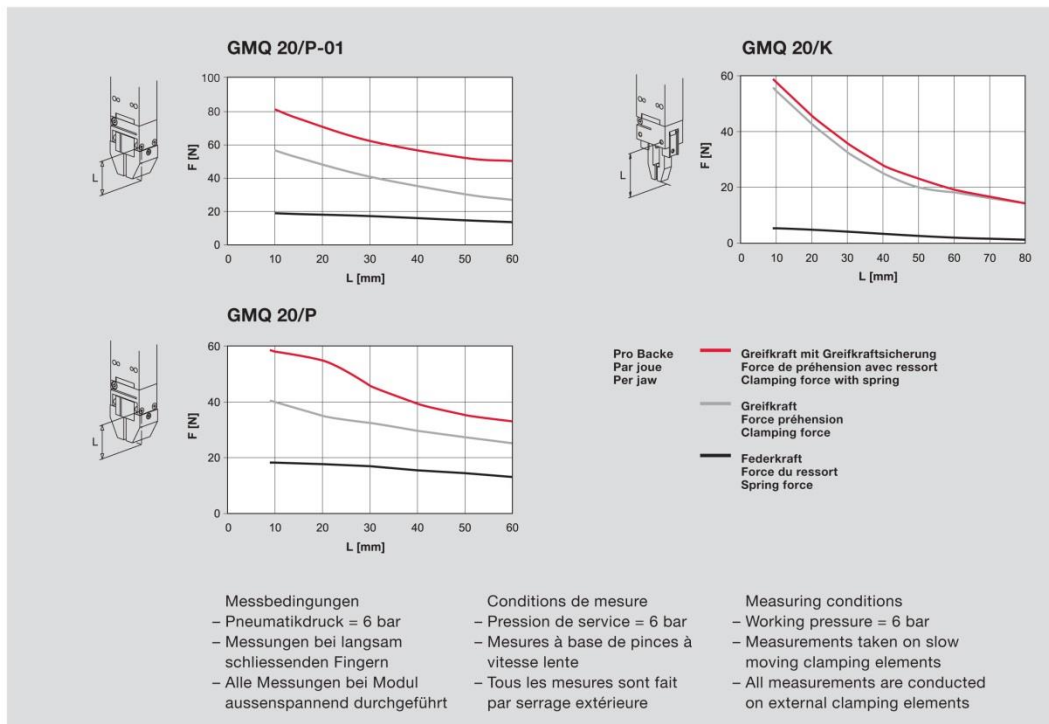 GMQ 20/P-01
100
80
60
40
20
0
F [N]
0 10 20 30 40 50 60
L [mm]
L
GMQ 20/K
60
40
20
0
F [N]
0 10 20 30 40 50 60 70 80
L [mm]
L
GMQ 20/P
60
40
20
0
F [N]
0 10 20 30 40 50 60
L [mm]
L
Pro Backe
Par joue
Per jaw
Greifkraft mit Greifkraftsicherung
Force de préhension avec ressort
Clamping force with spring
Greifkraft
Force préhension
Clamping force
Federkraft
Force du ressort
Spring force
Messbedingungen
– Pneumatikdruck = 6 bar
– Messungen bei langsam
schliessenden Fingern
– Alle Messungen bei Modul
aussenspannend durchgeführt
Conditions de mesure
– Pression de service = 6 bar
– Mesures à base de pinces à
vitesse lente
– Tous les mesures sont fait
par serrage extérieure
Measuring conditions
– Working pressure = 6 bar
– Measurements taken on slow
moving clamping elements
– All measurements are conducted
on external clamping elements